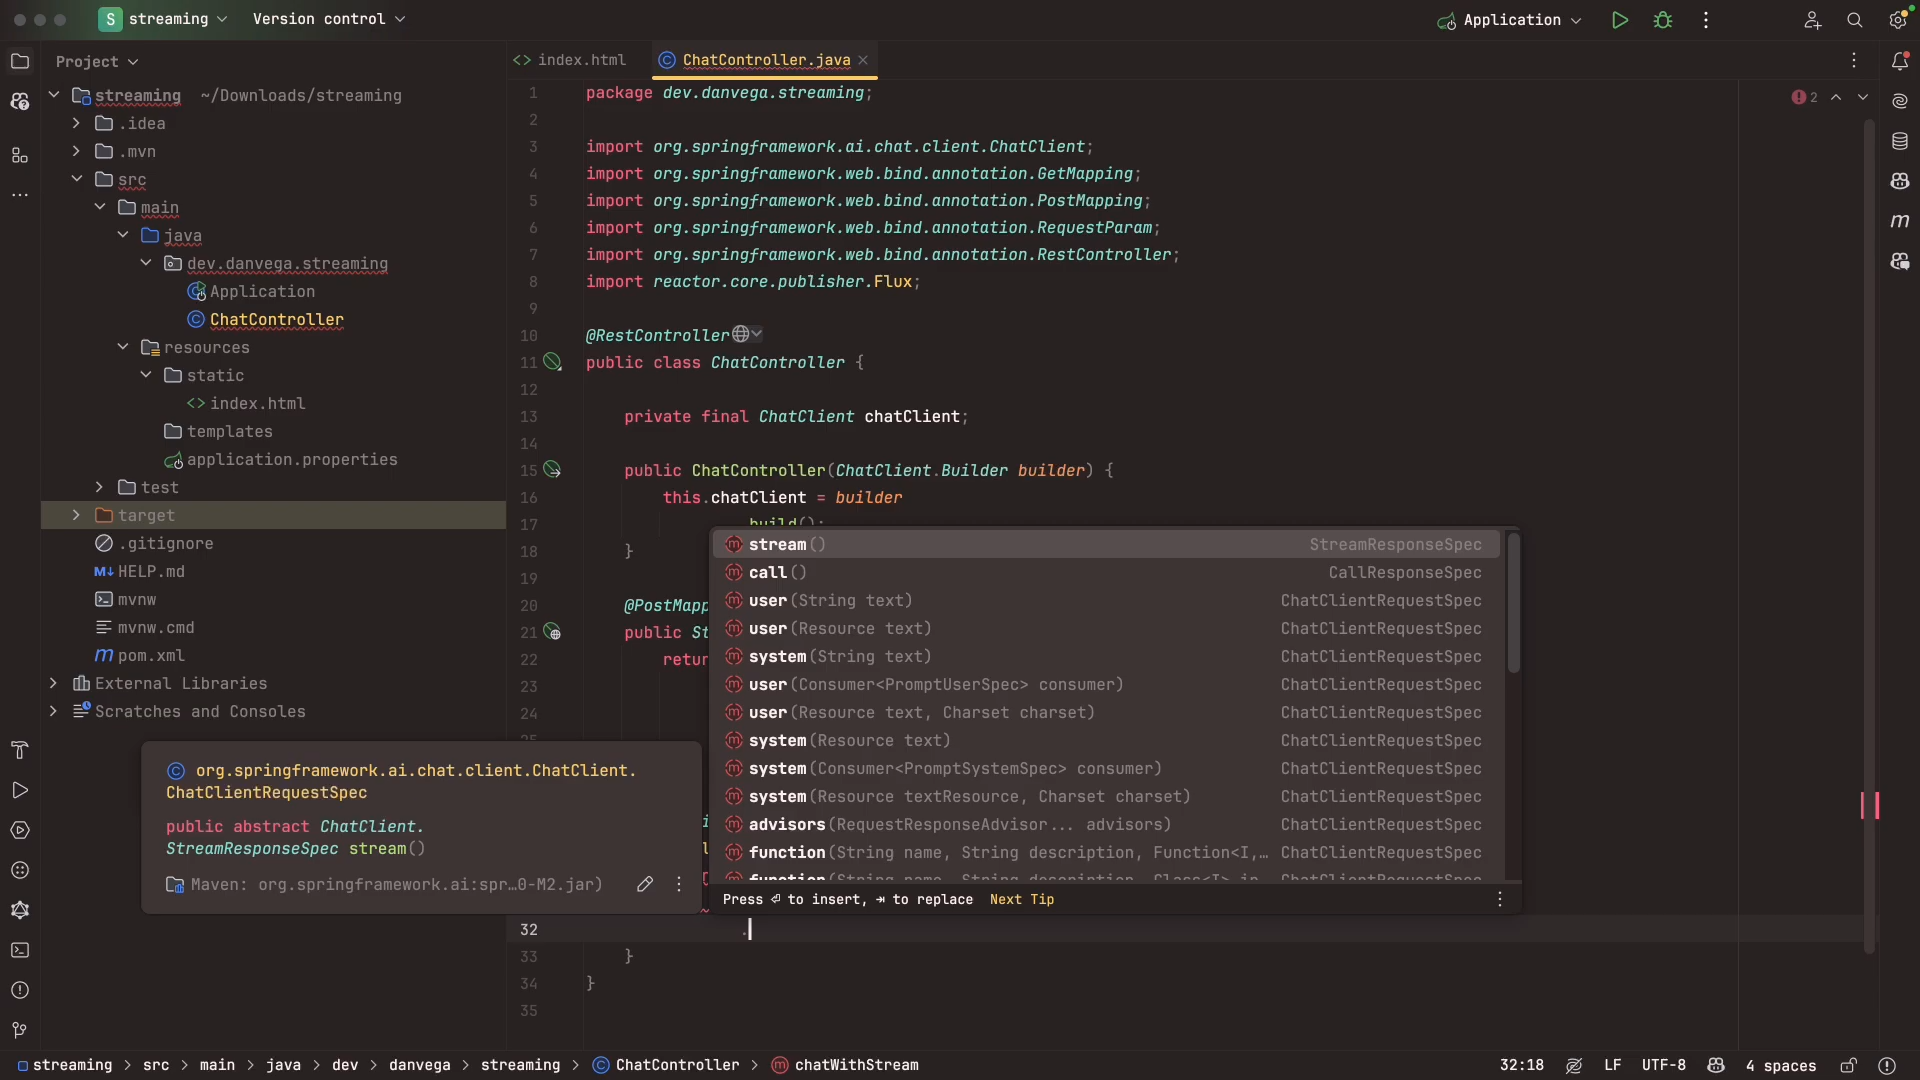 S streaming Version control Application
Project
index.html ChatController.java
streaming ~/Downloads/streaming
.idea
.mvn
src
main
java
dev.danvega.streaming
Application
ChatController
resources
static
index.html
templates
application.properties
test
target
.gitignore
HELP.md
mvnw
mvnw.cmd
pom.xml
External Libraries
Scratches and Consoles
2
1 package dev.danvega.streaming;
2
3 import org.springframework.ai.chat.client.ChatClient;
4 import org.springframework.web.bind.annotation.GetMapping;
5 import org.springframework.web.bind.annotation.PostMapping;
6 import org.springframework.web.bind.annotation.RequestParam;
7 import org.springframework.web.bind.annotation.RestController;
8 import reactor.core.publisher.Flux;
9
10 @RestController
11 public class ChatController {
12
13 private final ChatClient chatClient;
14
15 public ChatController(ChatClient.Builder builder) {
16 this.chatClient = builder
17 .build();
18 }
19
20 @PostMapp
21 public St
22 retur
23
24
32 .
33 }
34 }
35
stream() StreamResponseSpec
call() CallResponseSpec
user(String text) ChatClientRequestSpec
user(Resource text) ChatClientRequestSpec
system(String text) ChatClientRequestSpec
user(Consumer<PromptUserSpec> consumer) ChatClientRequestSpec
user(Resource text, Charset charset) ChatClientRequestSpec
system(Resource text) ChatClientRequestSpec
system(Consumer<PromptSystemSpec> consumer) ChatClientRequestSpec
system(Resource textResource, Charset charset) ChatClientRequestSpec
advisors(RequestResponseAdvisor... advisors) ChatClientRequestSpec
function(String name, String description, Function<I,… ChatClientRequestSpec
function(String name, String description, Class<I> in ChatClientRequestSpec
Press ⏎ to insert, ⇥ to replace Next Tip
org.springframework.ai.chat.client.ChatClient.
ChatClientRequestSpec
public abstract ChatClient.
StreamResponseSpec stream()
Maven: org.springframework.ai:spr…0-M2.jar)
streaming > src > main > java > dev > danvega > streaming > ChatController > chatWithStream
32:18 LF UTF-8 4 spaces